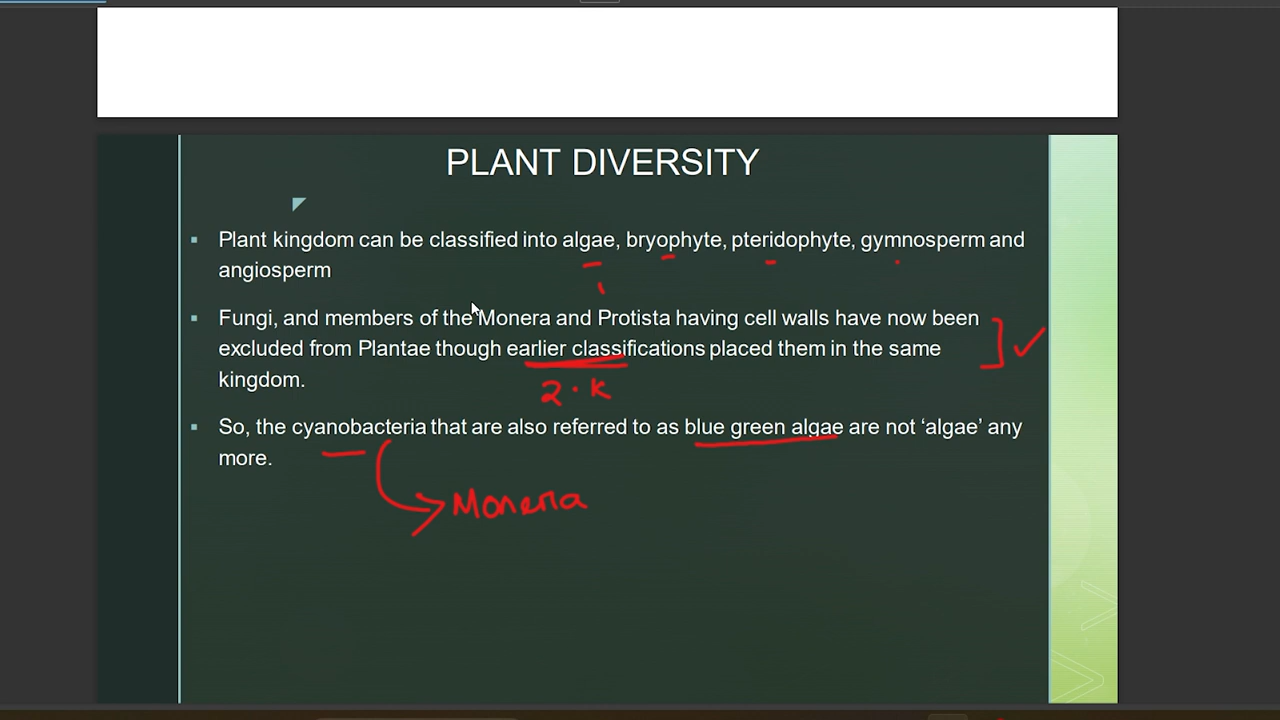 PLANT DIVERSITY
▪ Plant kingdom can be classified into algae, bryophyte, pteridophyte, gymnosperm and
angiosperm
▪ Fungi, and members of the Monera and Protista having cell walls have now been
excluded from Plantae though earlier classifications placed them in the same
kingdom.
2 · K
▪ So, the cyanobacteria that are also referred to as blue green algae are not ‘algae’ any
more.
Monera